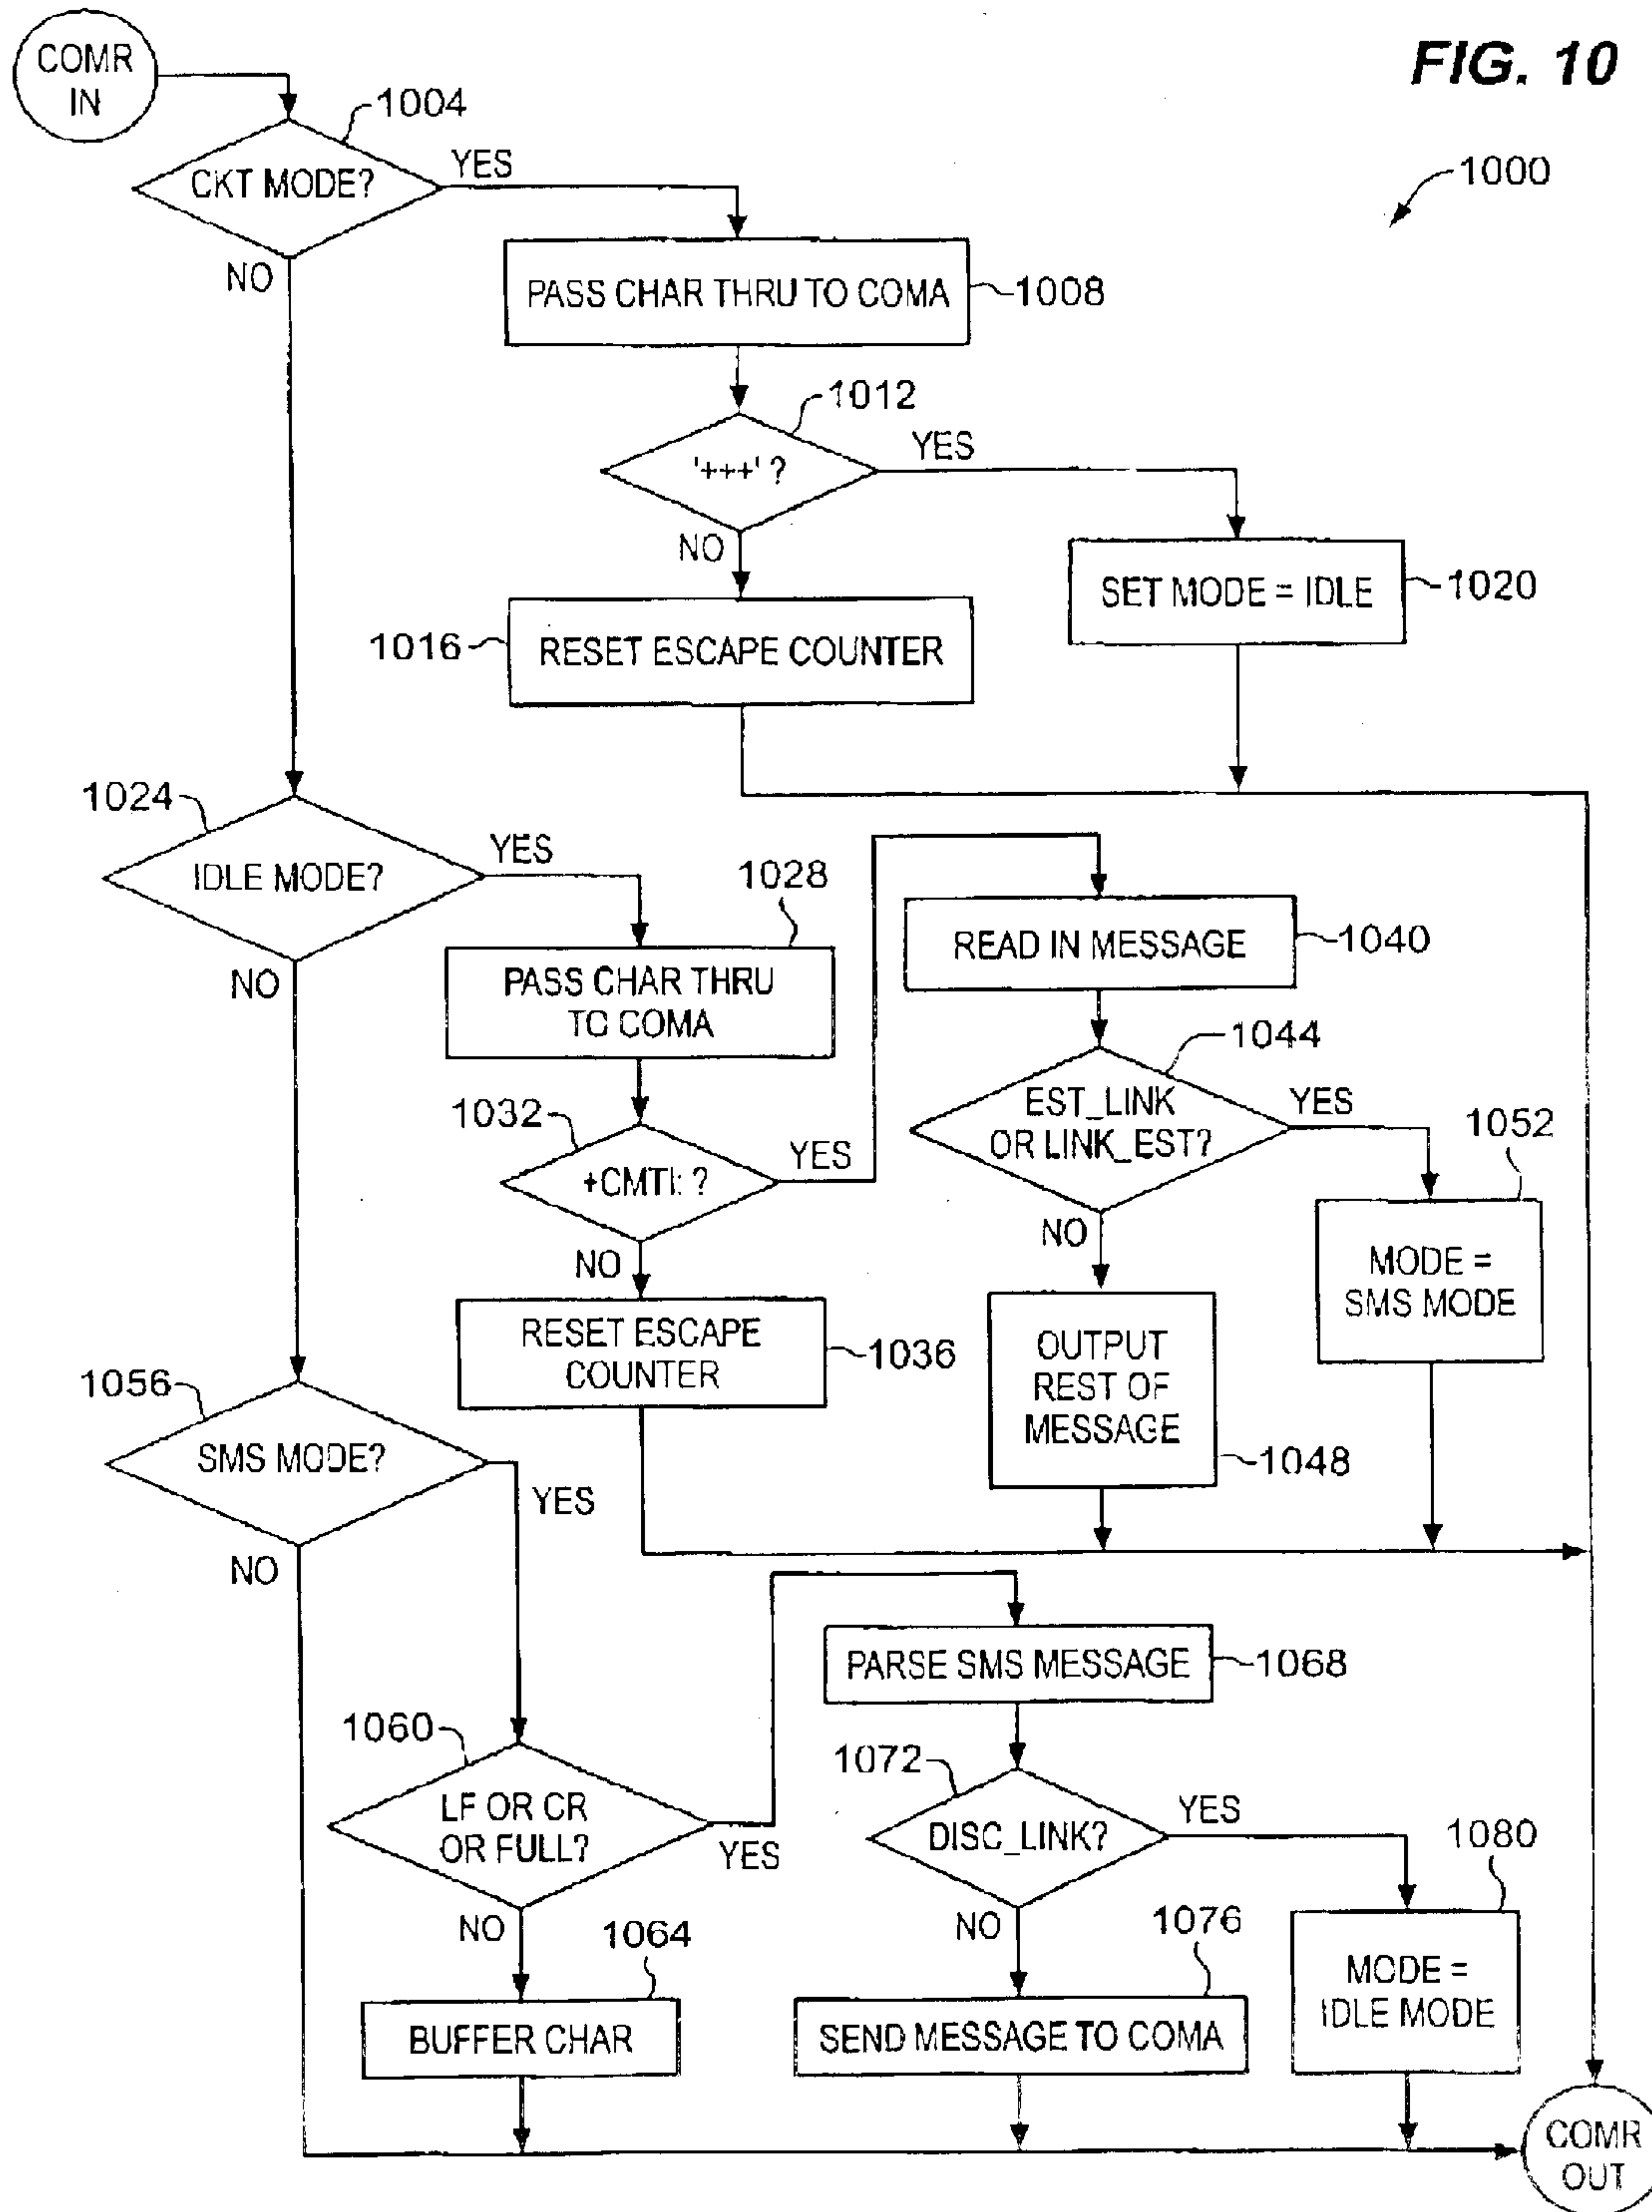 FIG. 10
COMR
IN
1004
CKT MODE?
YES
NO
1000
PASS CHAR THRU TO COMA
1008
1012
'+++' ?
YES
NO
SET MODE = IDLE
1020
1016
RESET ESCAPE COUNTER
1024
IDLE MODE?
YES
NO
1028
PASS CHAR THRU
TO COMA
READ IN MESSAGE
1040
1032
+CMTI: ?
YES
NO
1044
EST_LINK
OR LINK_EST?
YES
NO
1052
MODE =
SMS MODE
RESET ESCAPE
COUNTER
1036
OUTPUT
REST OF
MESSAGE
1048
1056
SMS MODE?
YES
NO
PARSE SMS MESSAGE
1068
1060
LF OR CR
OR FULL?
YES
NO
1072
DISC_LINK?
YES
NO
1080
MODE =
IDLE MODE
1064
BUFFER CHAR
1076
SEND MESSAGE TO COMA
COMR
OUT